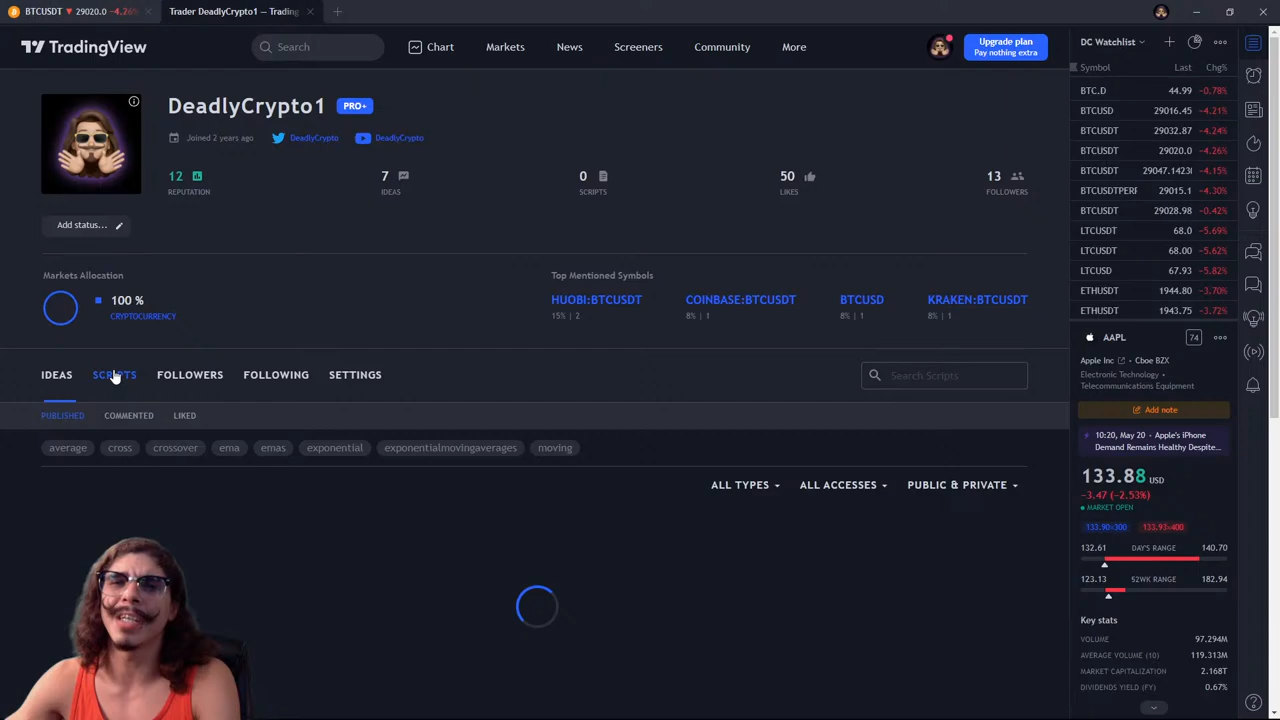 BTCUSDT ▼ 29020.0 −4.26%
Trader DeadlyCrypto1 — Trading
TradingView
Search
Chart
Markets
News
Screeners
Community
More
Upgrade plan
Pay nothing extra
DeadlyCrypto1
PRO+
Joined 2 years ago
DeadlyCrypto
DeadlyCrypto
12
REPUTATION
7
IDEAS
0
SCRIPTS
50
LIKES
13
FOLLOWERS
Add status...
Markets Allocation
100 %
CRYPTOCURRENCY
Top Mentioned Symbols
HUOBI:BTCUSDT
15% | 2
COINBASE:BTCUSDT
8% | 1
BTCUSD
8% | 1
KRAKEN:BTCUSDT
8% | 1
IDEAS
SCRIPTS
FOLLOWERS
FOLLOWING
SETTINGS
Search Scripts
PUBLISHED
COMMENTED
LIKED
average
cross
crossover
ema
emas
exponential
exponentialmovingaverages
moving
ALL TYPES
ALL ACCESSES
PUBLIC & PRIVATE
DC Watchlist
Symbol Last Chg%
BTC.D 44.99 −0.78%
BTCUSD 29016.45 −4.21%
BTCUSDT 29032.87 −4.24%
BTCUSDT 29020.0 −4.26%
BTCUSDT 29047.1423 −4.15%
BTCUSDTPERP 29015.1 −4.30%
BTCUSDT 29028.98 −0.42%
LTCUSDT 68.0 −5.69%
LTCUSDT 68.00 −5.62%
LTCUSD 67.93 −5.82%
ETHUSDT 1944.80 −3.70%
ETHUSDT 1943.75 −3.72%
AAPL
74
Apple Inc • Cboe BZX
Electronic Technology •
Telecommunications Equipment
Add note
10:20, May 20 • Apple's iPhone
Demand Remains Healthy Despite...
133.88 USD
−3.47 (−2.53%)
MARKET OPEN
133.90×300
133.93×400
132.61 DAY'S RANGE 140.70
123.13 52WK RANGE 182.94
Key stats
VOLUME 97.294M
AVERAGE VOLUME (10) 119.313M
MARKET CAPITALIZATION 2.168T
DIVIDENDS YIELD (FY) 0.67%